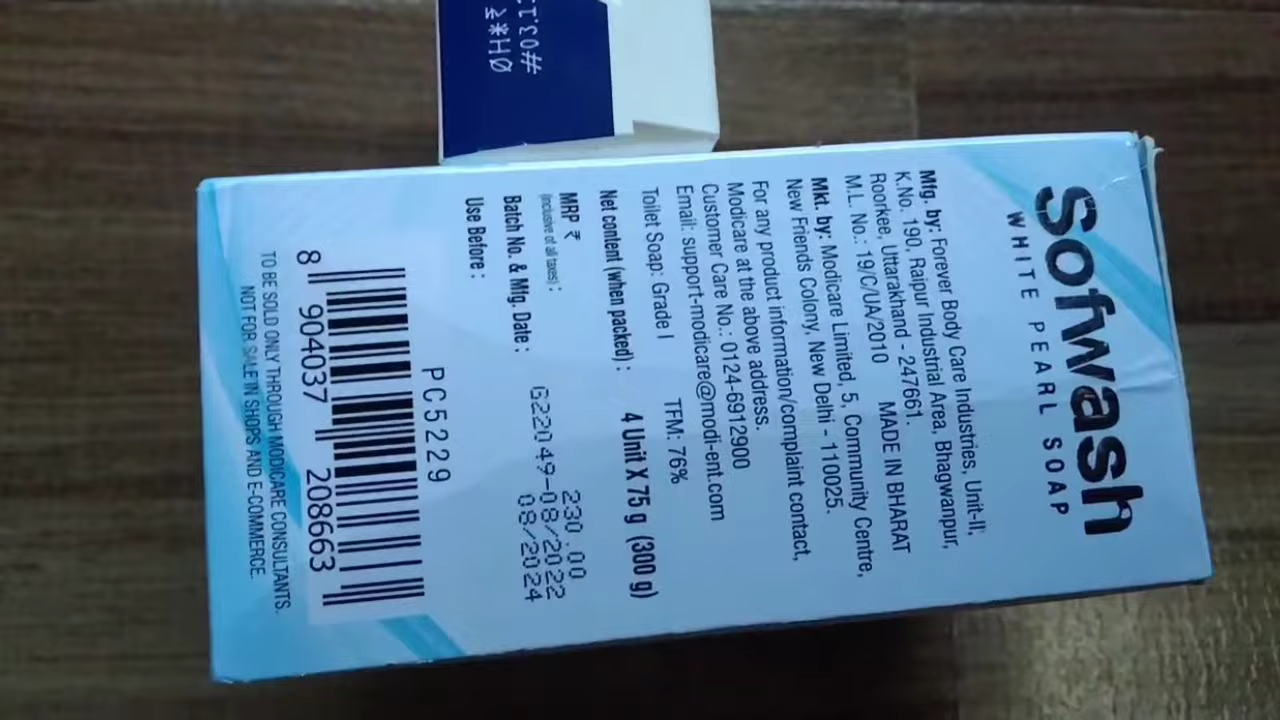 Sofwash
WHITE PEARL SOAP
Mfg. by: Forever Body Care Industries, Unit-II,
K.No. 190, Raipur Industrial Area, Bhagwanpur,
Roorkee, Uttarakhand - 247661.
M.L. No.: 19/C/UA/2010 MADE IN BHARAT
Mkt. by: Modicare Limited, 5, Community Centre,
New Friends Colony, New Delhi - 110025.
For any product information/complaint contact,
Modicare at the above address.
Customer Care No.: 0124-6912900
Email: support-modicare@modi-ent.com
Toilet Soap: Grade I TFM: 76%
Net content (when packed) : 4 Unit X 75 g (300 g)
MRP ₹
(inclusive of all taxes) : 230.00
Batch No. & Mfg. Date : G22049-08/2022
Use Before : 08/2024
PC5229
8 904037 208663
TO BE SOLD ONLY THROUGH MODICARE CONSULTANTS.
NOT FOR SALE IN SHOPS AND E-COMMERCE.